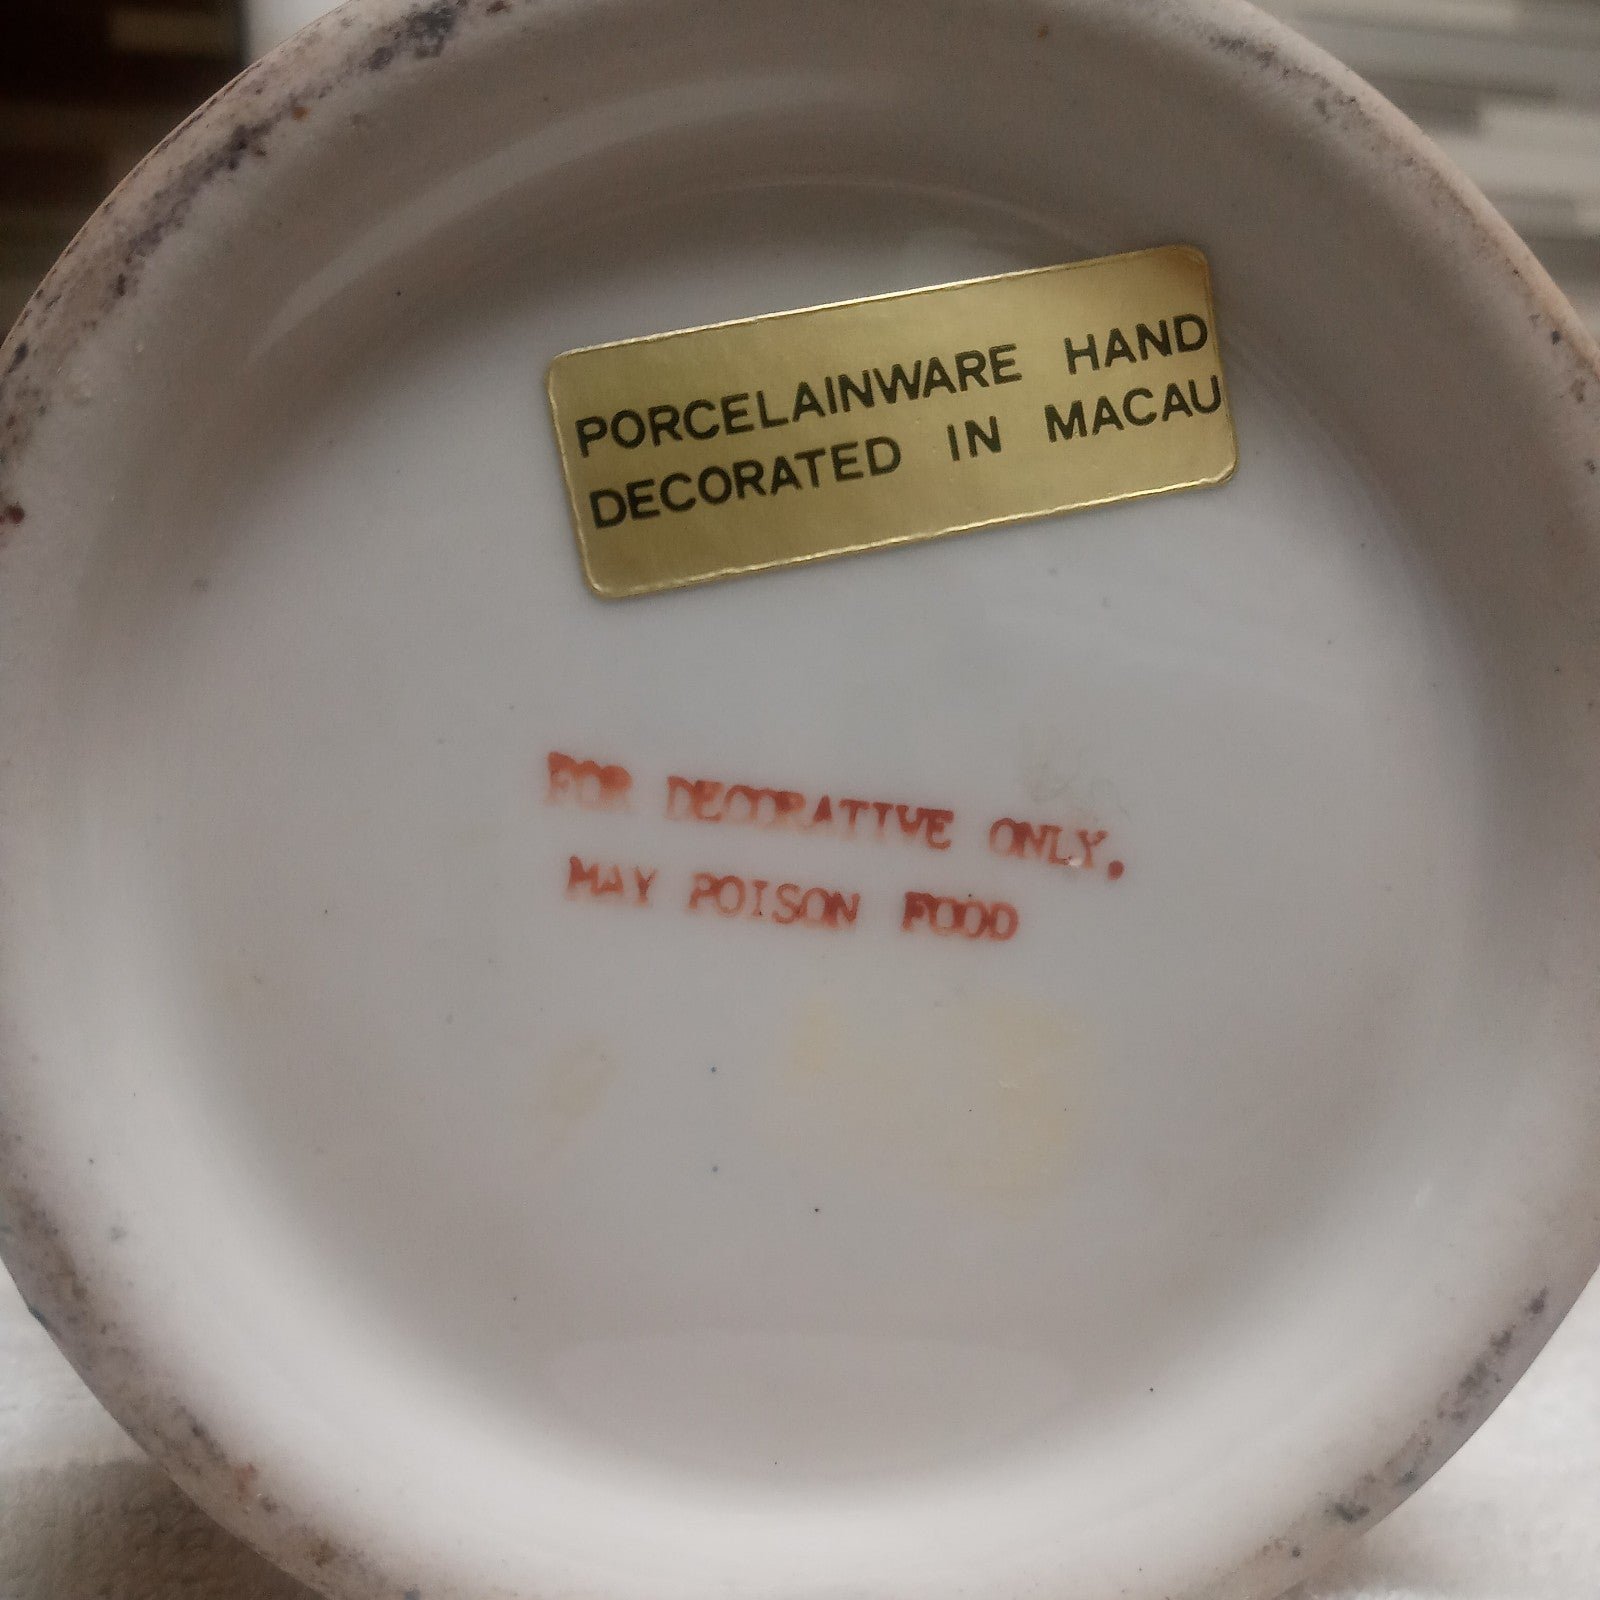 PORCELAINWARE HAND
DECORATED IN MACAU
FOR DECORATIVE ONLY.
MAY POISON FOOD